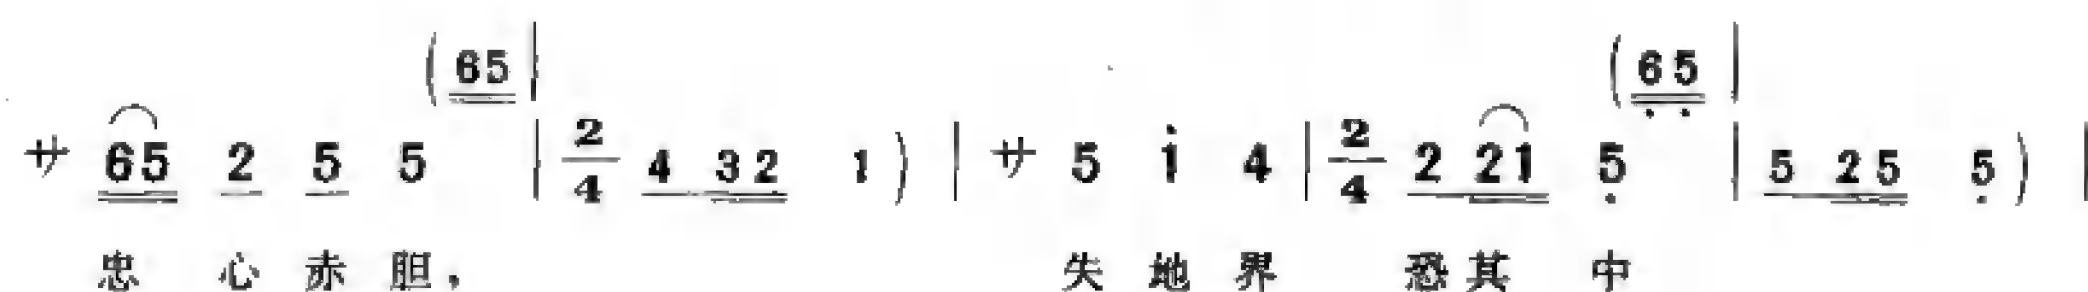 (65
サ 65 2 5 5 | 2/4 4 32 1) | サ 5 i 4 | 2/4 2 21 5 (65 | 5 25 5) |
忠 心 赤 胆， 失 地 界 恐 其 中